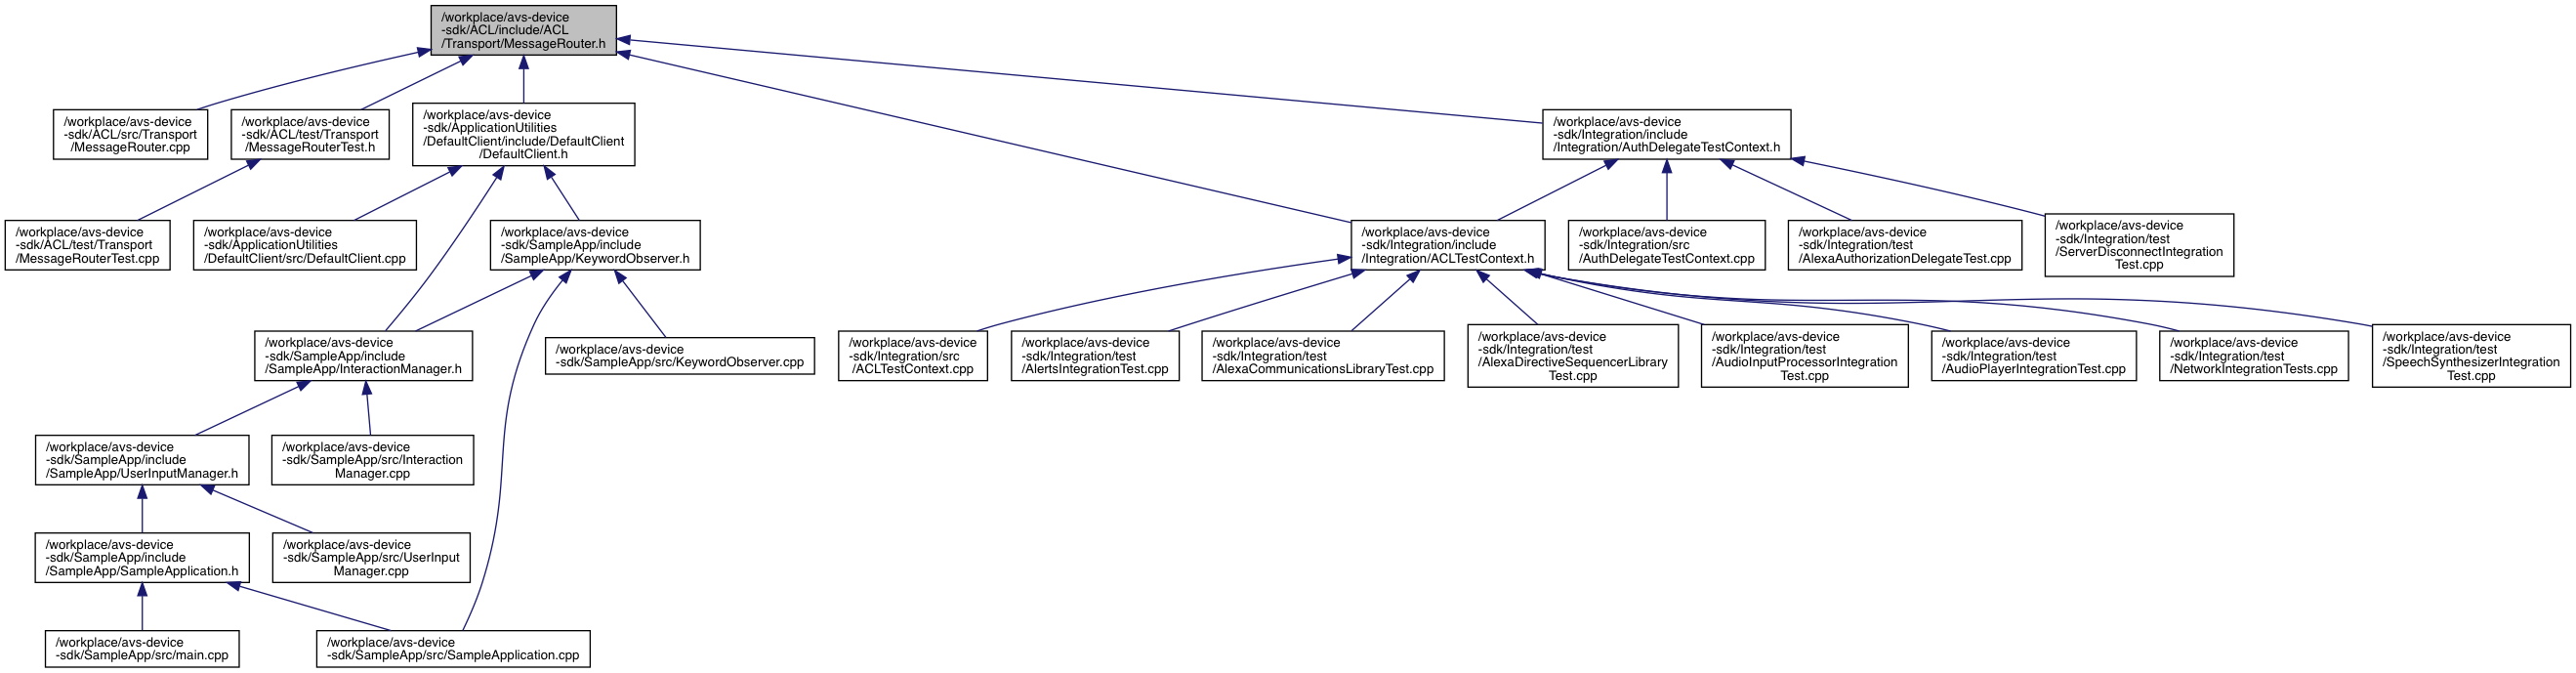 /workplace/avs-device
-sdk/ACL/include/ACL
/Transport/MessageRouter.h
/workplace/avs-device
-sdk/ACL/src/Transport
/MessageRouter.cpp
/workplace/avs-device
-sdk/ACL/test/Transport
/MessageRouterTest.h
/workplace/avs-device
-sdk/ApplicationUtilities
/DefaultClient/include/DefaultClient
/DefaultClient.h
/workplace/avs-device
-sdk/Integration/include
/Integration/AuthDelegateTestContext.h
/workplace/avs-device
-sdk/ACL/test/Transport
/MessageRouterTest.cpp
/workplace/avs-device
-sdk/ApplicationUtilities
/DefaultClient/src/DefaultClient.cpp
/workplace/avs-device
-sdk/SampleApp/include
/SampleApp/KeywordObserver.h
/workplace/avs-device
-sdk/Integration/include
/Integration/ACLTestContext.h
/workplace/avs-device
-sdk/Integration/src
/AuthDelegateTestContext.cpp
/workplace/avs-device
-sdk/Integration/test
/AlexaAuthorizationDelegateTest.cpp
/workplace/avs-device
-sdk/Integration/test
/ServerDisconnectIntegration
Test.cpp
/workplace/avs-device
-sdk/SampleApp/include
/SampleApp/InteractionManager.h
/workplace/avs-device
-sdk/SampleApp/src/KeywordObserver.cpp
/workplace/avs-device
-sdk/Integration/src
/ACLTestContext.cpp
/workplace/avs-device
-sdk/Integration/test
/AlertsIntegrationTest.cpp
/workplace/avs-device
-sdk/Integration/test
/AlexaCommunicationsLibraryTest.cpp
/workplace/avs-device
-sdk/Integration/test
/AlexaDirectiveSequencerLibrary
Test.cpp
/workplace/avs-device
-sdk/Integration/test
/AudioInputProcessorIntegration
Test.cpp
/workplace/avs-device
-sdk/Integration/test
/AudioPlayerIntegrationTest.cpp
/workplace/avs-device
-sdk/Integration/test
/NetworkIntegrationTests.cpp
/workplace/avs-device
-sdk/Integration/test
/SpeechSynthesizerIntegration
Test.cpp
/workplace/avs-device
-sdk/SampleApp/include
/SampleApp/UserInputManager.h
/workplace/avs-device
-sdk/SampleApp/src/Interaction
Manager.cpp
/workplace/avs-device
-sdk/SampleApp/include
/SampleApp/SampleApplication.h
/workplace/avs-device
-sdk/SampleApp/src/UserInput
Manager.cpp
/workplace/avs-device
-sdk/SampleApp/src/main.cpp
/workplace/avs-device
-sdk/SampleApp/src/SampleApplication.cpp